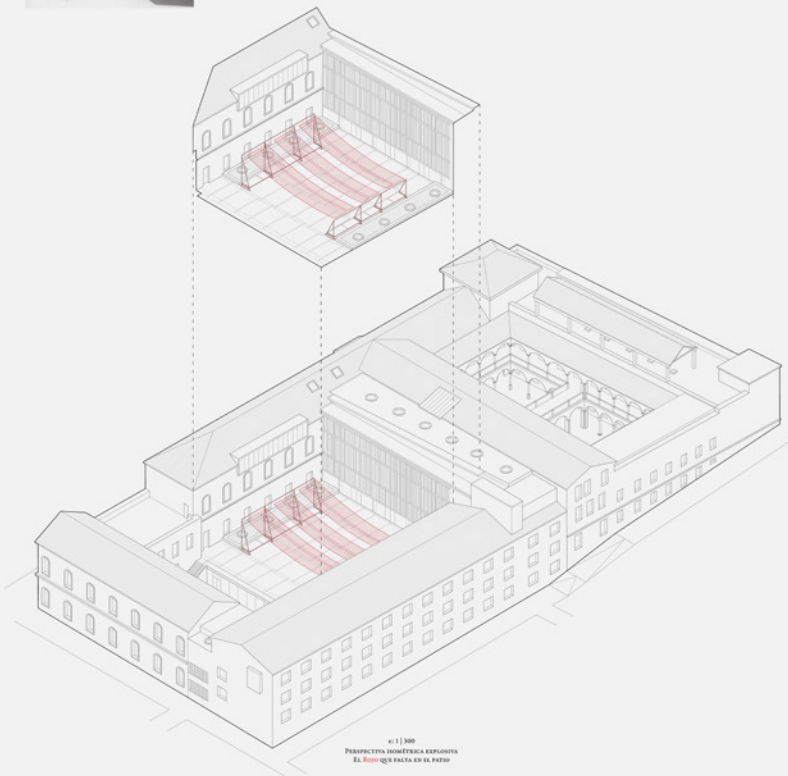 e: 1 | 300
PERSPECTIVA ISOMÉTRICA EXPLOSIVA
EL ROJO QUE FALTA EN EL PATIO